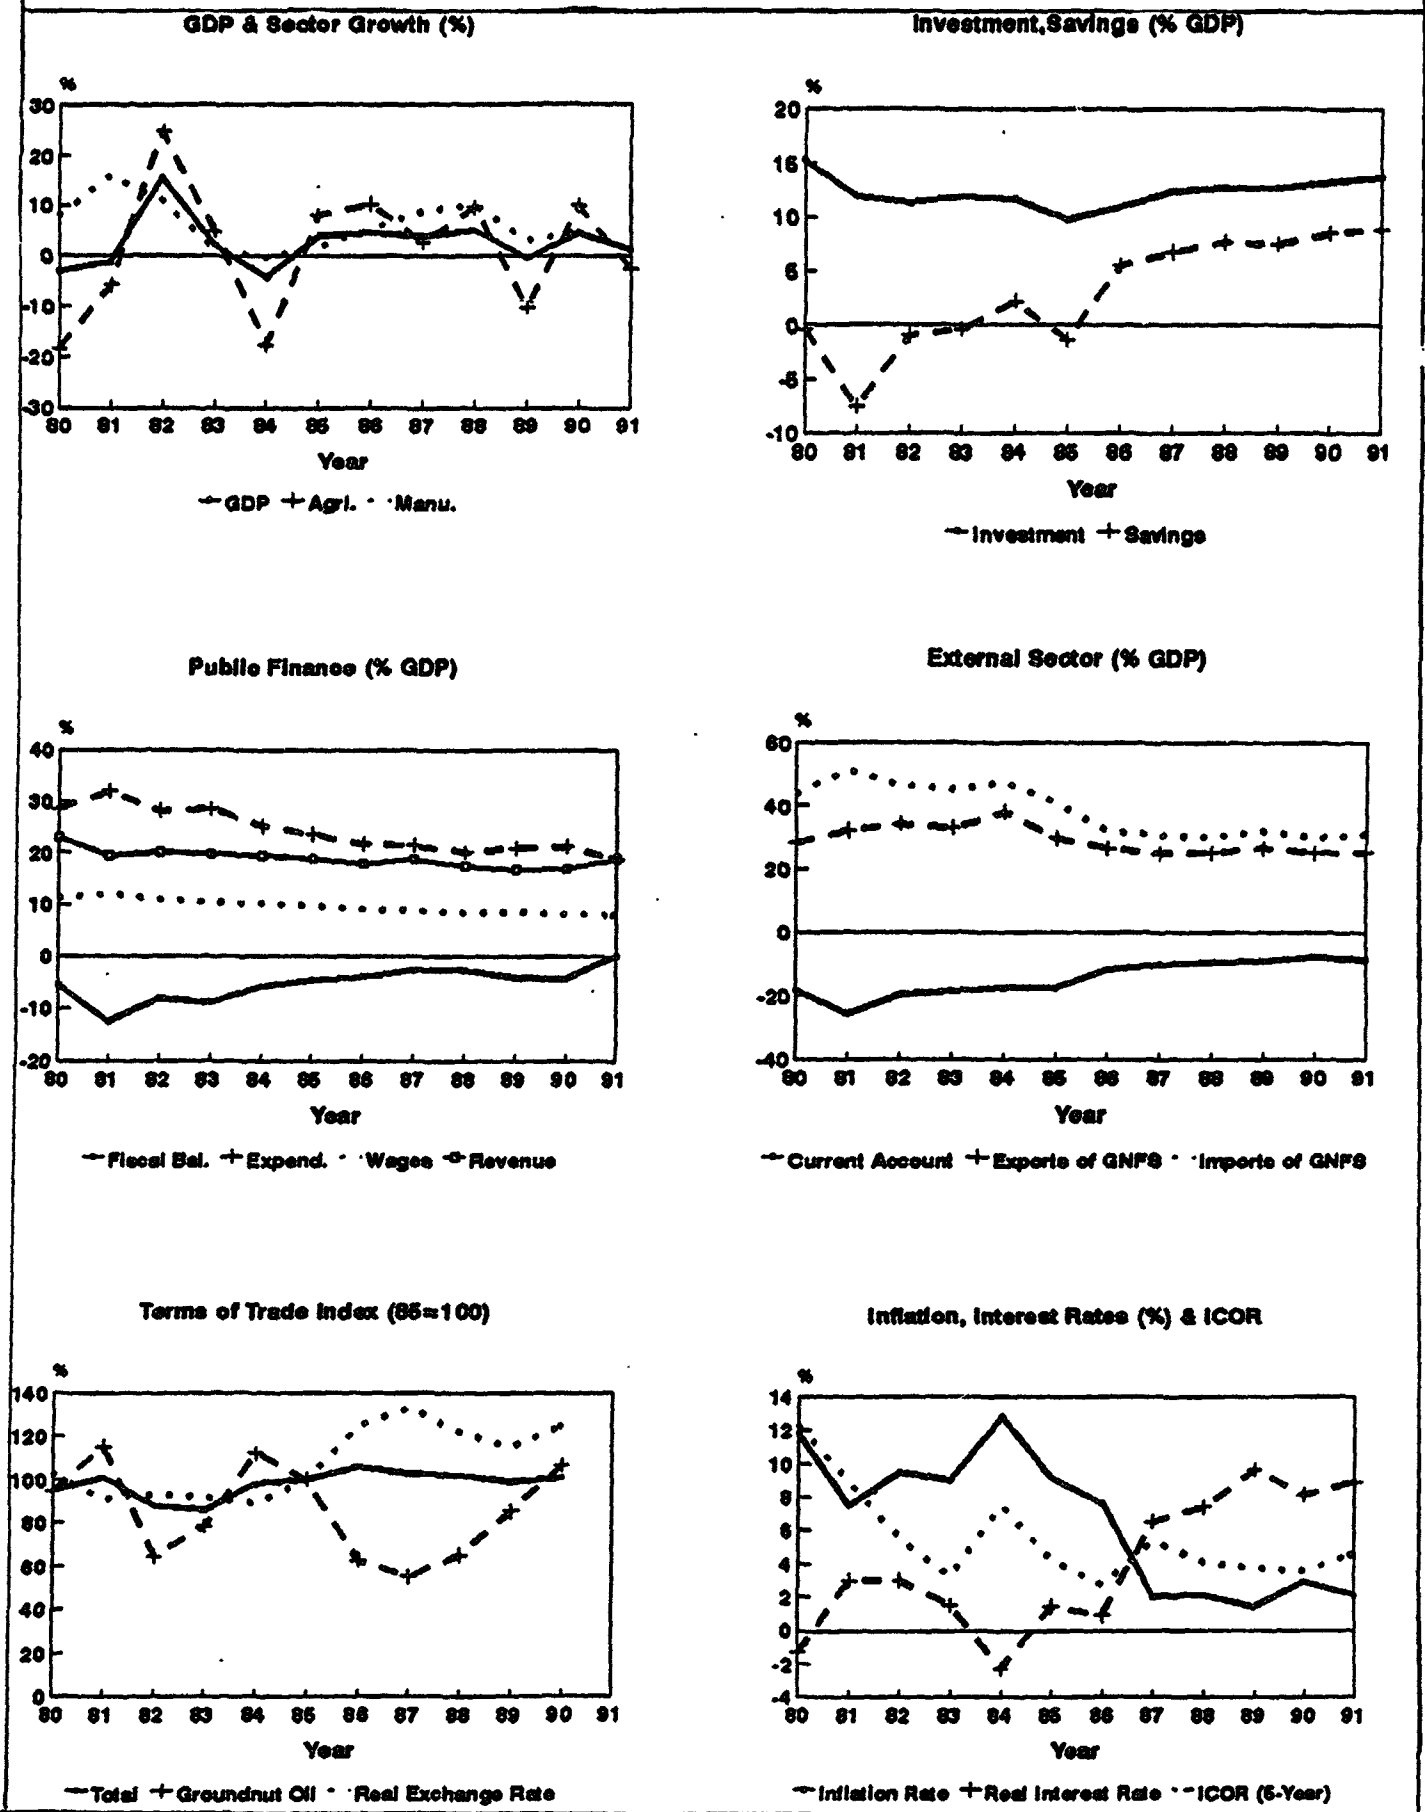 GDP & Sector Growth (%)
%
30
20
10
0
-10
-20
-30
80 81 82 83 84 85 86 87 88 89 90 91
Year
GDP Agri. Manu.
Investment,Savings (% GDP)
%
20
15
10
5
0
-5
-10
80 81 82 83 84 85 86 87 88 89 90 91
Year
Investment Savings
Public Finance (% GDP)
%
40
30
20
10
0
-10
-20
80 81 82 83 84 85 86 87 88 89 90 91
Year
Fiscal Bal. Expend. Wages Revenue
External Sector (% GDP)
%
60
40
20
0
-20
-40
80 81 82 83 84 85 86 87 88 89 90 91
Year
Current Account Exports of GNFS Imports of GNFS
Terms of Trade Index (85=100)
%
140
120
100
80
60
40
20
0
80 81 82 83 84 85 86 87 88 89 90 91
Year
Total Groundnut Oil Real Exchange Rate
Inflation, Interest Rates (%) & ICOR
%
14
12
10
8
6
4
2
0
-2
-4
80 81 82 83 84 85 86 87 88 89 90 91
Year
Inflation Rate Real Interest Rate ICOR (5-Year)